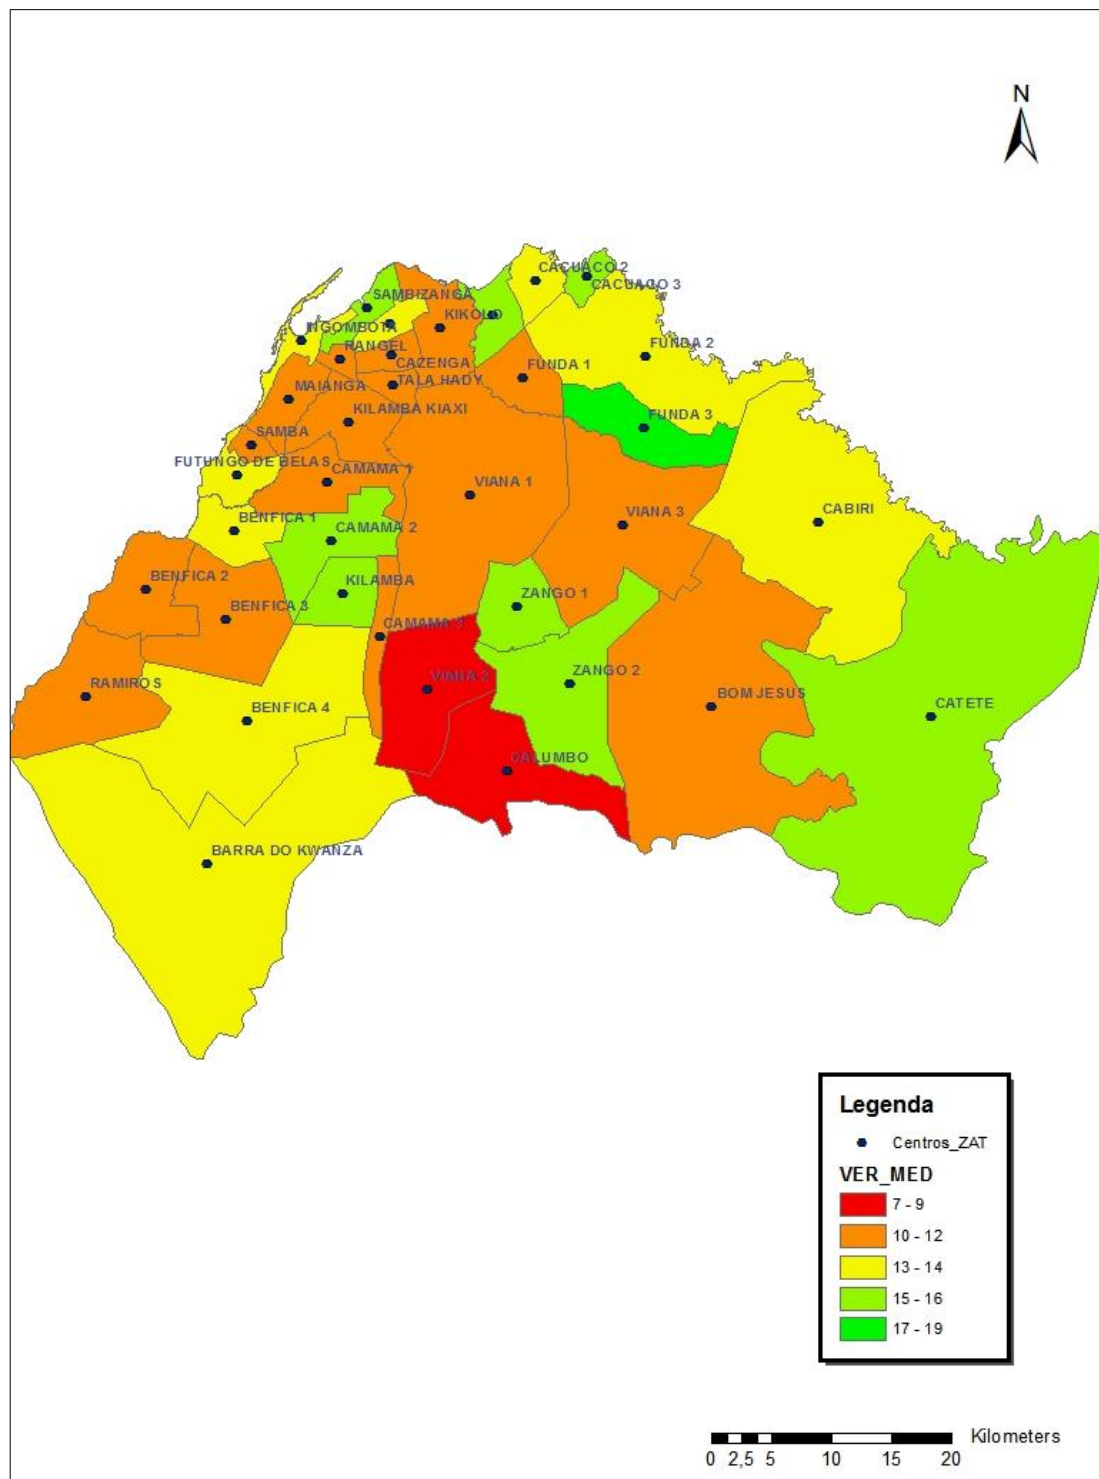 N
CACUACO 2
CACUACO 3
SAMBIZANGA
KIKOLO
INGOMBOTA
RANGEL
CAZENGA
FUNDA 2
FUNDA 1
TALA HADY
MAIANGA
FUNDA 3
KILAMBA KIAXI
SAMBA
FUTUNGO DE BELAS
CAMAMA 1
VIANA 1
CABIRI
BENFICA 1
CAMAMA 2
VIANA 3
BENFICA 2
KILAMBA
ZANGO 1
BENFICA 3
CAMAMA 3
ZANGO 2
RAMIROS
VIANA 2
BOM JESUS
CATETE
BENFICA 4
CALUMBO
BARRA DO KWANZA
Legenda
Centros_ZAT
VER_MED
7 - 9
10 - 12
13 - 14
15 - 16
17 - 19
Kilometers
0 2,5 5 10 15 20